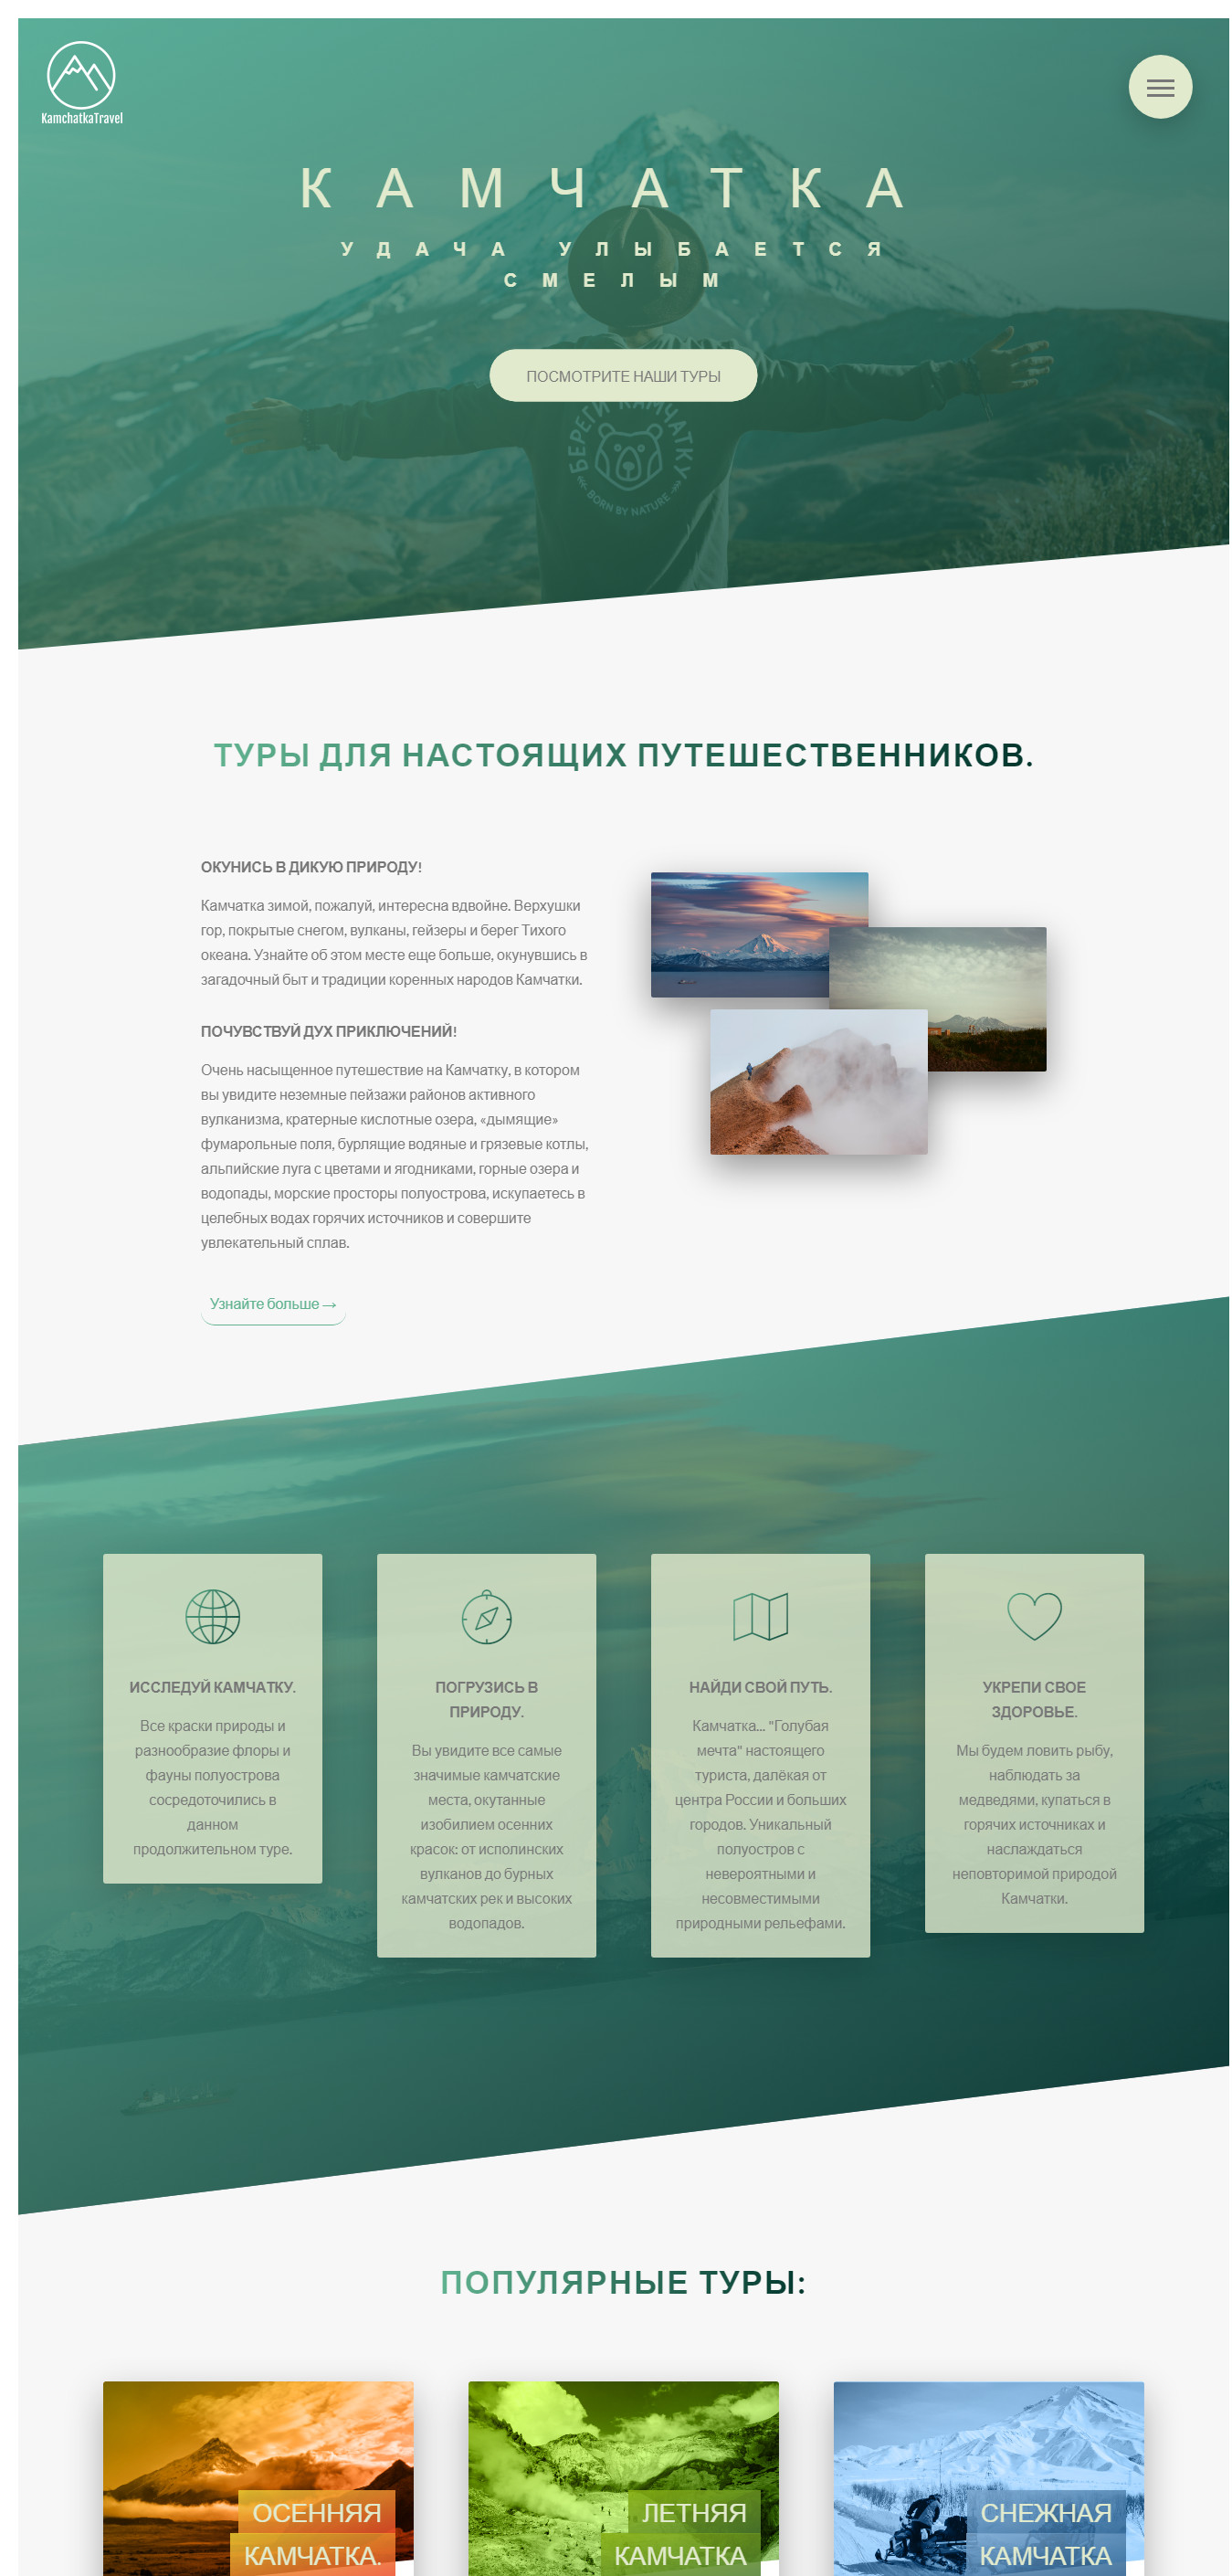 KamchatkaTravel
КАМЧАТКА
УДАЧА УЛЫБАЕТСЯ
СМЕЛЫМ
ПОСМОТРИТЕ НАШИ ТУРЫ
БЕРЕГИ КАМЧАТКУ
BORN BY NATURE
ТУРЫ ДЛЯ НАСТОЯЩИХ ПУТЕШЕСТВЕННИКОВ.
ОКУНИСЬ В ДИКУЮ ПРИРОДУ!
Камчатка зимой, пожалуй, интересна вдвойне. Верхушки
гор, покрытые снегом, вулканы, гейзеры и берег Тихого
океана. Узнайте об этом месте еще больше, окунувшись в
загадочный быт и традиции коренных народов Камчатки.
ПОЧУВСТВУЙ ДУХ ПРИКЛЮЧЕНИЙ!
Очень насыщенное путешествие на Камчатку, в котором
вы увидите неземные пейзажи районов активного
вулканизма, кратерные кислотные озера, «дымящие»
фумарольные поля, бурлящие водяные и грязевые котлы,
альпийские луга с цветами и ягодниками, горные озера и
водопады, морские просторы полуострова, искупаетесь в
целебных водах горячих источников и совершите
увлекательный сплав.
Узнайте больше →
ИССЛЕДУЙ КАМЧАТКУ.
Все краски природы и
разнообразие флоры и
фауны полуострова
сосредоточились в
данном
продолжительном туре.
ПОГРУЗИСЬ В
ПРИРОДУ.
Вы увидите все самые
значимые камчатские
места, окутанные
изобилием осенних
красок: от исполинских
вулканов до бурных
камчатских рек и высоких
водопадов.
НАЙДИ СВОЙ ПУТЬ.
Камчатка... "Голубая
мечта" настоящего
туриста, далёкая от
центра России и больших
городов. Уникальный
полуостров с
невероятными и
несовместимыми
природными рельефами.
УКРЕПИ СВОЕ
ЗДОРОВЬЕ.
Мы будем ловить рыбу,
наблюдать за
медведями, купаться в
горячих источниках и
наслаждаться
неповторимой природой
Камчатки.
ПОПУЛЯРНЫЕ ТУРЫ:
ОСЕННЯЯ
КАМЧАТКА.
ЛЕТНЯЯ
КАМЧАТКА
СНЕЖНАЯ
КАМЧАТКА